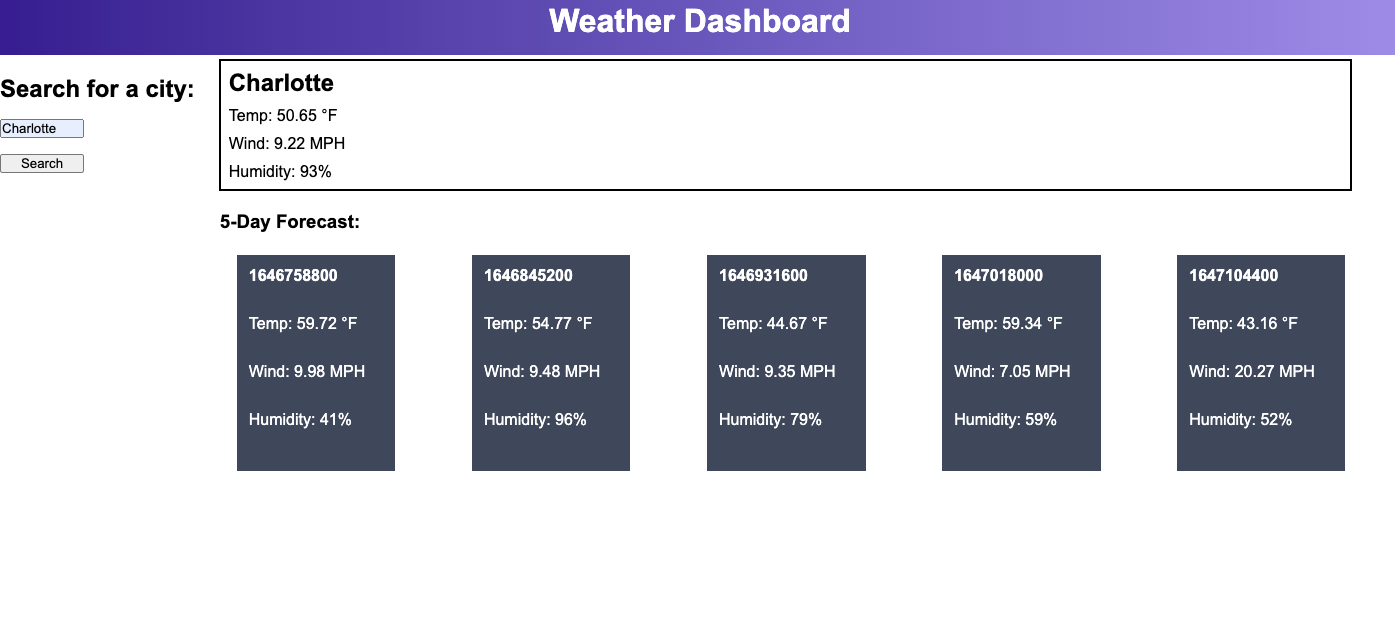 Weather Dashboard
Search for a city:
Charlotte
Search
Charlotte
Temp: 50.65 °F
Wind: 9.22 MPH
Humidity: 93%
5-Day Forecast:
1646758800
Temp: 59.72 °F
Wind: 9.98 MPH
Humidity: 41%
1646845200
Temp: 54.77 °F
Wind: 9.48 MPH
Humidity: 96%
1646931600
Temp: 44.67 °F
Wind: 9.35 MPH
Humidity: 79%
1647018000
Temp: 59.34 °F
Wind: 7.05 MPH
Humidity: 59%
1647104400
Temp: 43.16 °F
Wind: 20.27 MPH
Humidity: 52%